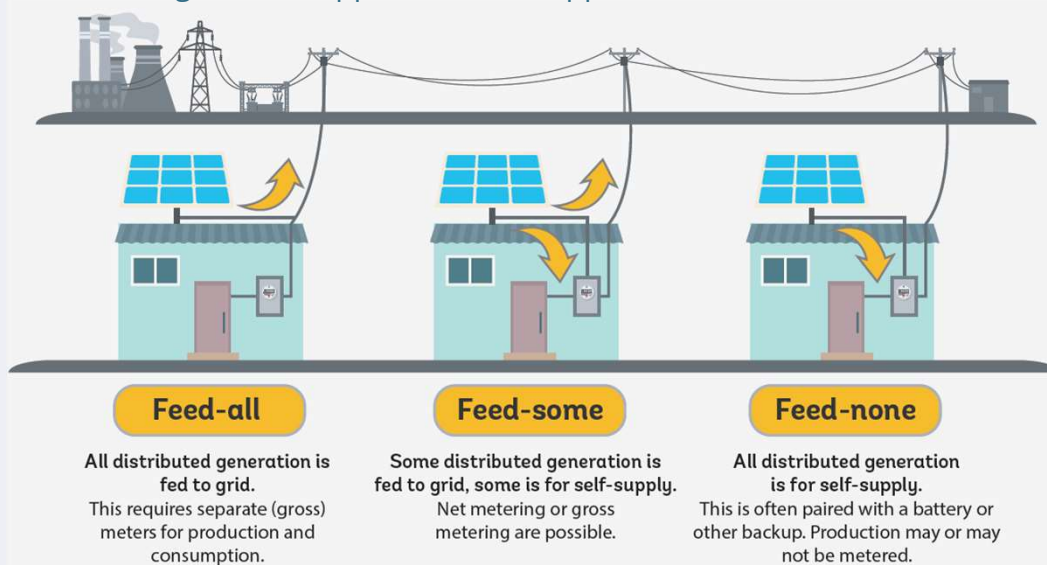 Feed-all
All distributed generation is
fed to grid.
This requires separate (gross)
meters for production and
consumption.
Feed-some
Some distributed generation is
fed to grid, some is for self-supply.
Net metering or gross
metering are possible.
Feed-none
All distributed generation
is for self-supply.
This is often paired with a battery or
other backup. Production may or may
not be metered.